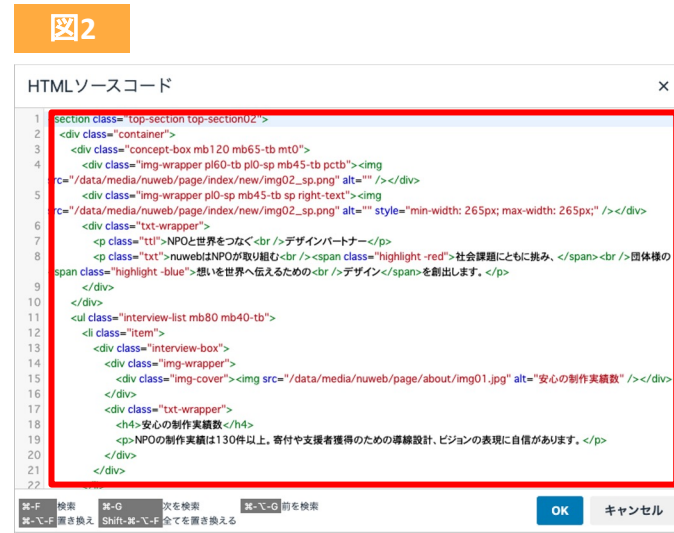 図2
HTMLソースコード ×
1 section class="top-section top-section02">
2 <div class="container">
3 <div class="concept-box mb120 mb65-tb mt0">
4 <div class="img-wrapper pl60-tb pl0-sp mb45-tb pctb"><img
src="/data/media/nuweb/page/index/new/img02_sp.png" alt="" /></div>
5 <div class="img-wrapper pl0-sp mb45-tb sp right-text"><img
src="/data/media/nuweb/page/index/new/img02_sp.png" alt="" style="min-width: 265px; max-width: 265px;" /></div>
6 <div class="txt-wrapper">
7 <p class="ttl">NPOと世界をつなぐ<br />デザインパートナー</p>
8 <p class="txt">nuwebはNPOが取り組む<br /><span class="highlight -red">社会課題にともに挑み、</span><br />団体様の
span class="highlight -blue">想いを世界へ伝えるための<br />デザイン</span>を創出します。</p>
9 </div>
10 </div>
11 <ul class="interview-list mb80 mb40-tb">
12 <li class="item">
13 <div class="interview-box">
14 <div class="img-wrapper">
15 <div class="img-cover"><img src="/data/media/nuweb/page/about/img01.jpg" alt="安心の制作実績数" /></div>
16 </div>
17 <div class="txt-wrapper">
18 <h4>安心の制作実績数</h4>
19 <p>NPOの制作実績は130件以上。寄付や支援者獲得のための導線設計、ビジョンの表現に自信があります。</p>
20 </div>
21 </div>
22
⌘-F 検索 ⌘-G 次を検索 ⌘-⌥-G 前を検索
⌘-⌥-F 置き換え Shift-⌘-⌥-F 全てを置き換える
OK キャンセル